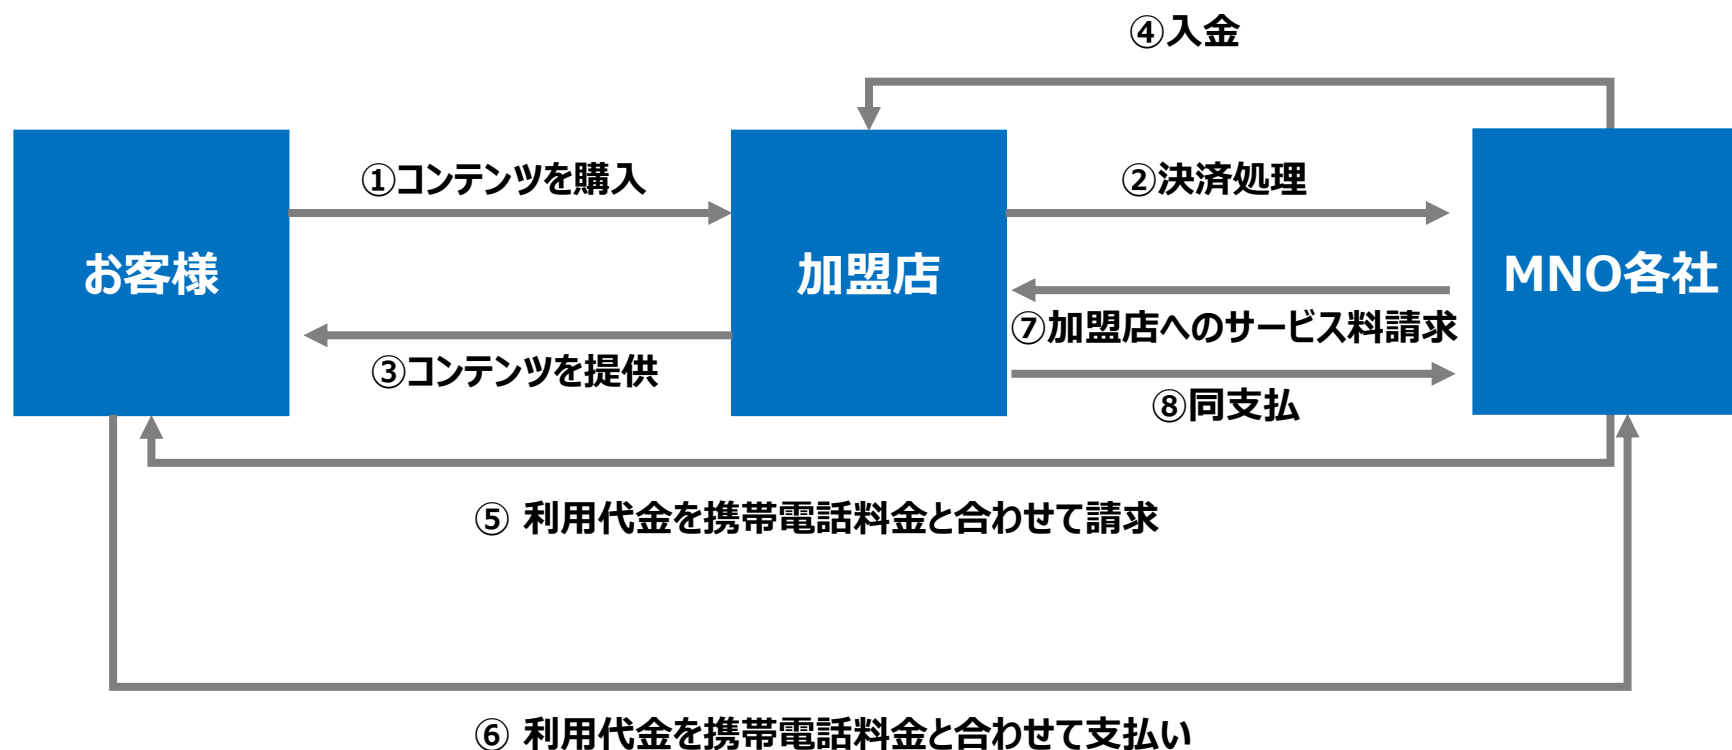 ④入金
①コンテンツを購入
②決済処理
お客様
加盟店
MNO各社
⑦加盟店へのサービス料請求
③コンテンツを提供
⑧同支払
⑤ 利用代金を携帯電話料金と合わせて請求
⑥ 利用代金を携帯電話料金と合わせて支払い